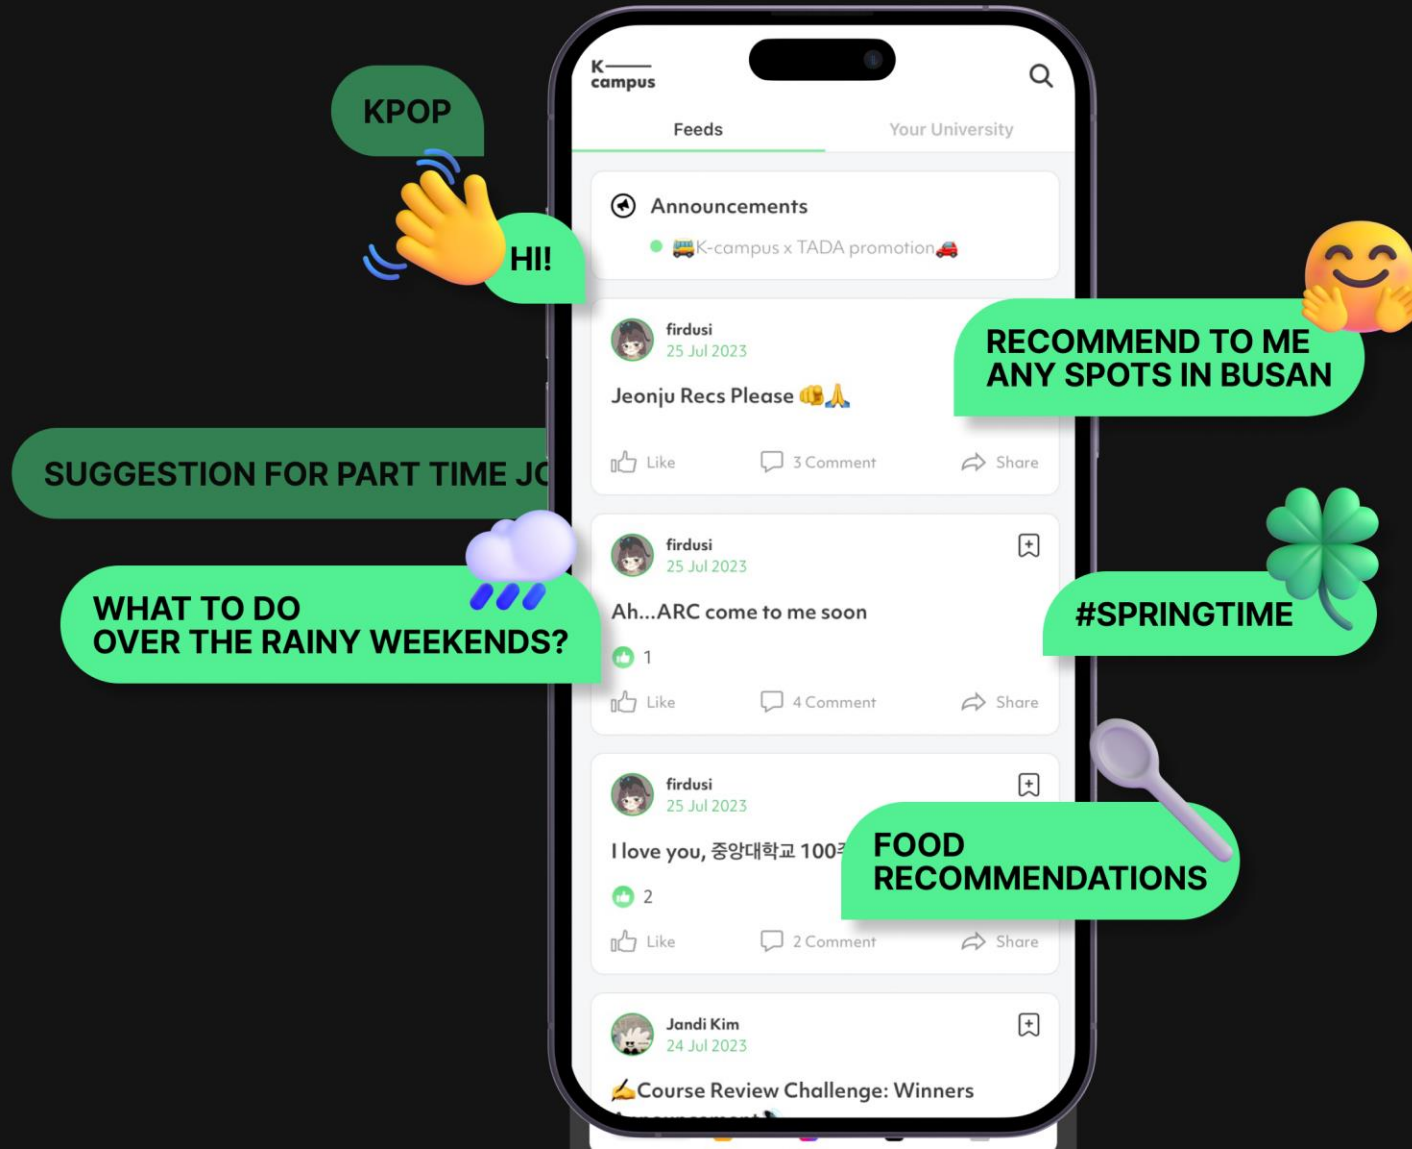 K
campus
Feeds
Your University
KPOP
HI!
Announcements
K-campus x TADA promotion
firdusi
25 Jul 2023
Jeonju Recs Please
Like
3 Comment
Share
RECOMMEND TO ME
ANY SPOTS IN BUSAN
SUGGESTION FOR PART TIME
WHAT TO DO
OVER THE RAINY WEEKENDS?
firdusi
25 Jul 2023
Ah...ARC come to me soon
1
Like
4 Comment
Share
#SPRINGTIME
firdusi
25 Jul 2023
I love you, 중앙대학교 100
2
Like
2 Comment
Share
FOOD
RECOMMENDATIONS
Jandi Kim
24 Jul 2023
Course Review Challenge: Winners